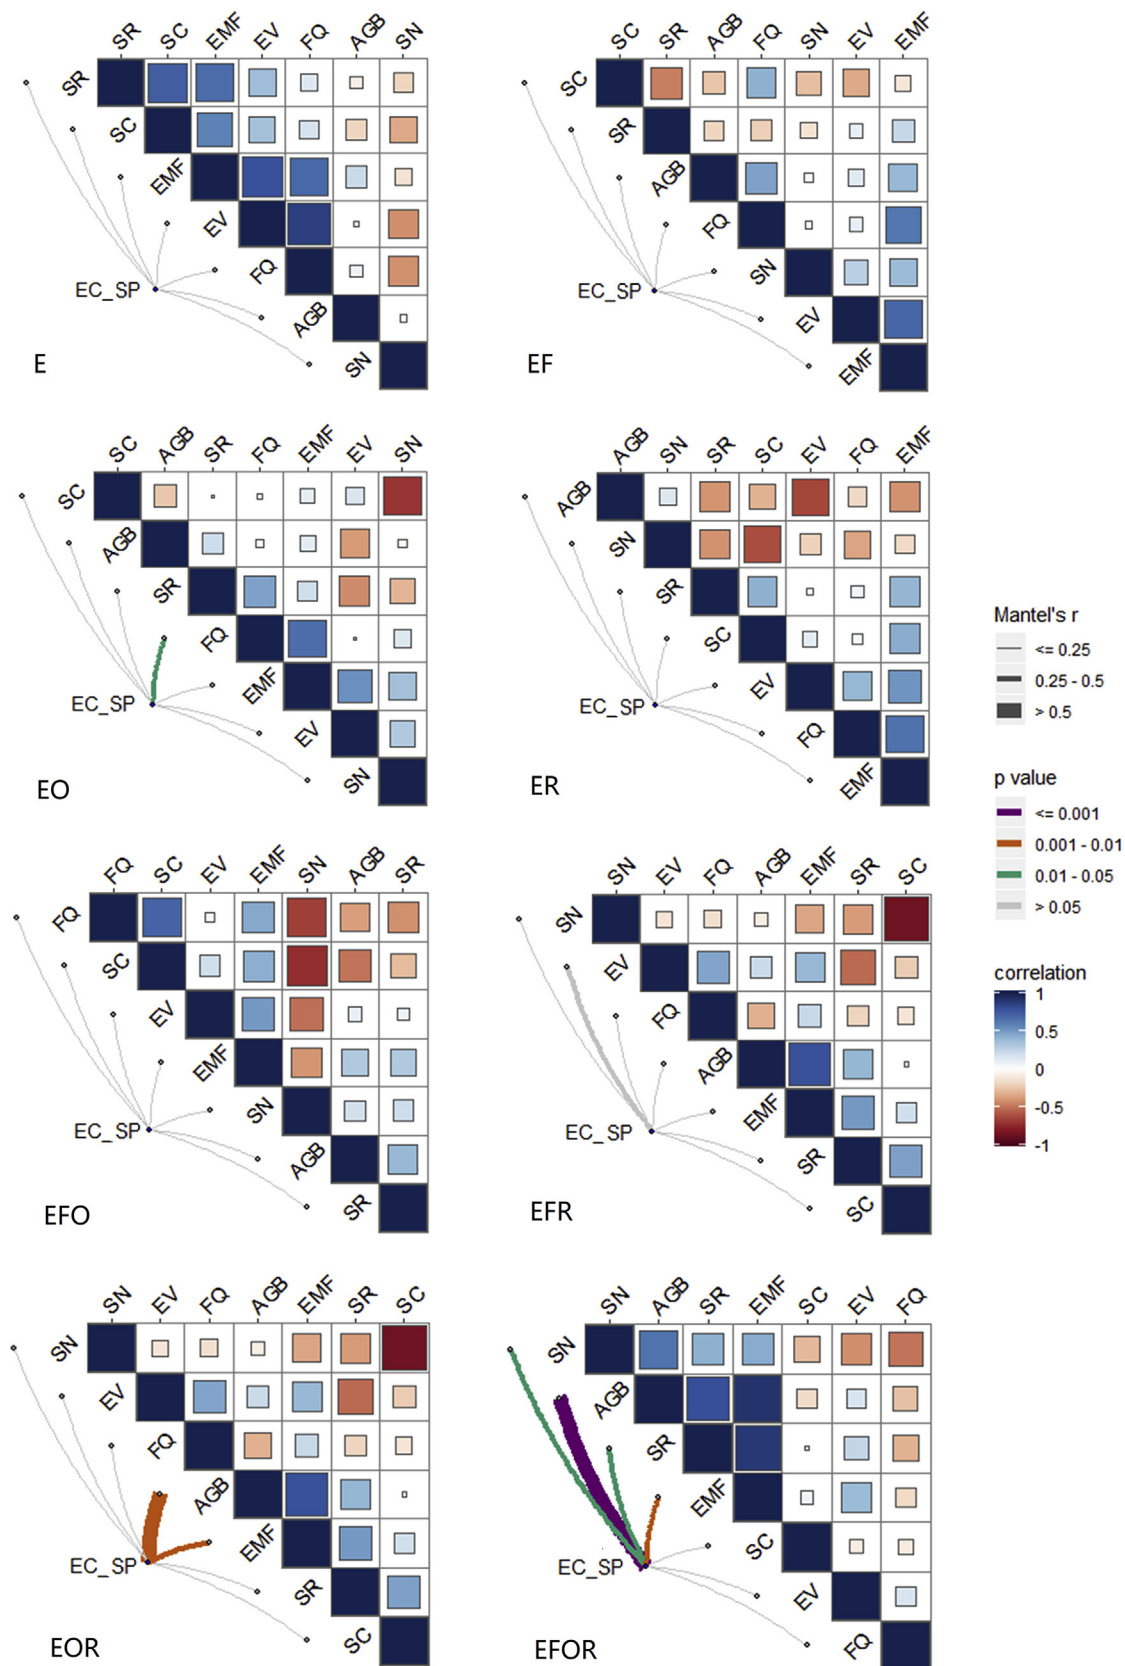 SR SC EMF EV FQ AGB SN
SR
SC
EMF
EV
FQ
AGB
SN
EC_SP
E
SC SR AGB FQ SN EV EMF
SC
SR
AGB
FQ
SN
EV
EMF
EC_SP
EF
SC AGB SR FQ EMF EV SN
SC
AGB
SR
FQ
EMF
EV
SN
EC_SP
EO
AGB SN SR SC EV FQ EMF
AGB
SN
SR
SC
EV
FQ
EMF
EC_SP
ER
Mantel's r
<= 0.25
0.25 - 0.5
> 0.5
p value
<= 0.001
0.001 - 0.01
0.01 - 0.05
> 0.05
correlation
1
0.5
0
-0.5
-1
FQ SC EV EMF SN AGB SR
FQ
SC
EV
EMF
SN
AGB
SR
EC_SP
EFO
SN EV FQ AGB EMF SR SC
SN
EV
FQ
AGB
EMF
SR
SC
EC_SP
EFR
SN EV FQ AGB EMF SR SC
SN
EV
FQ
AGB
EMF
SR
SC
EC_SP
EOR
SN AGB SR EMF SC EV FQ
SN
AGB
SR
EMF
SC
EV
FQ
EC_SP
EFOR